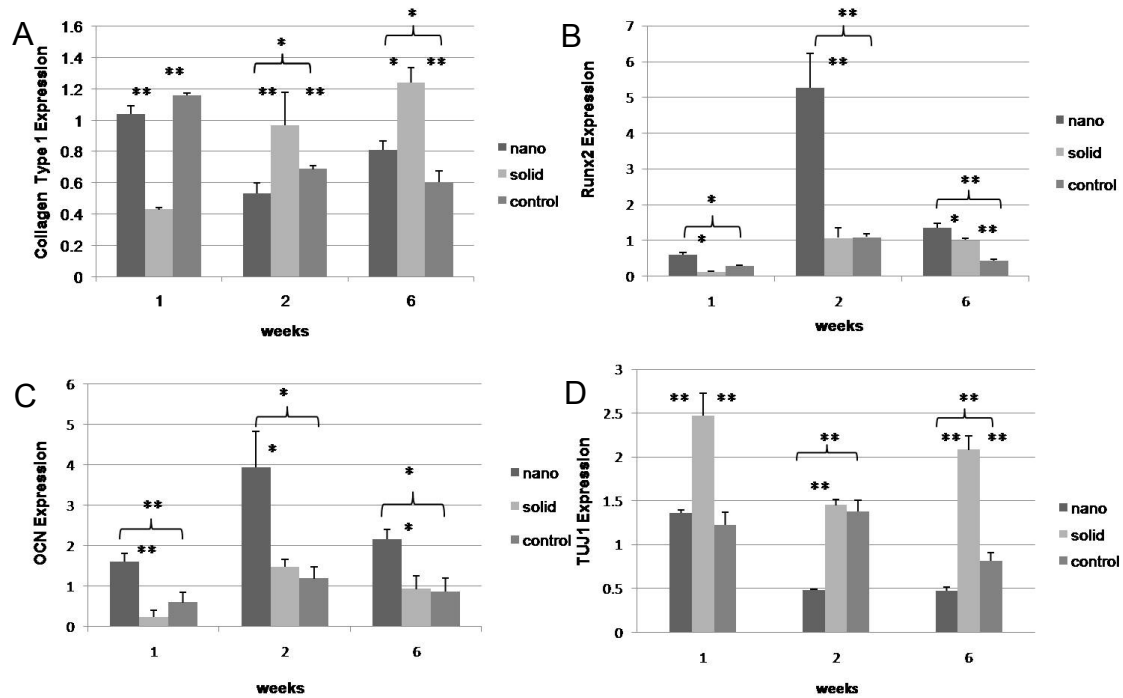 A
Collagen Type 1 Expression
1.6
1.4
1.2
1
0.8
0.6
0.4
0.2
0
** ** ** * ** * * **
1 2 6
weeks
nano
solid
control
B
Runx2 Expression
7
6
5
4
3
2
1
0
* * ** ** ** * **
1 2 6
weeks
nano
solid
control
C
OCN Expression
6
5
4
3
2
1
0
** ** * * * *
1 2 6
weeks
nano
solid
control
D
TUJ1 Expression
3
2.5
2
1.5
1
0.5
0
** ** ** ** ** ** **
1 2 6
weeks
nano
solid
control